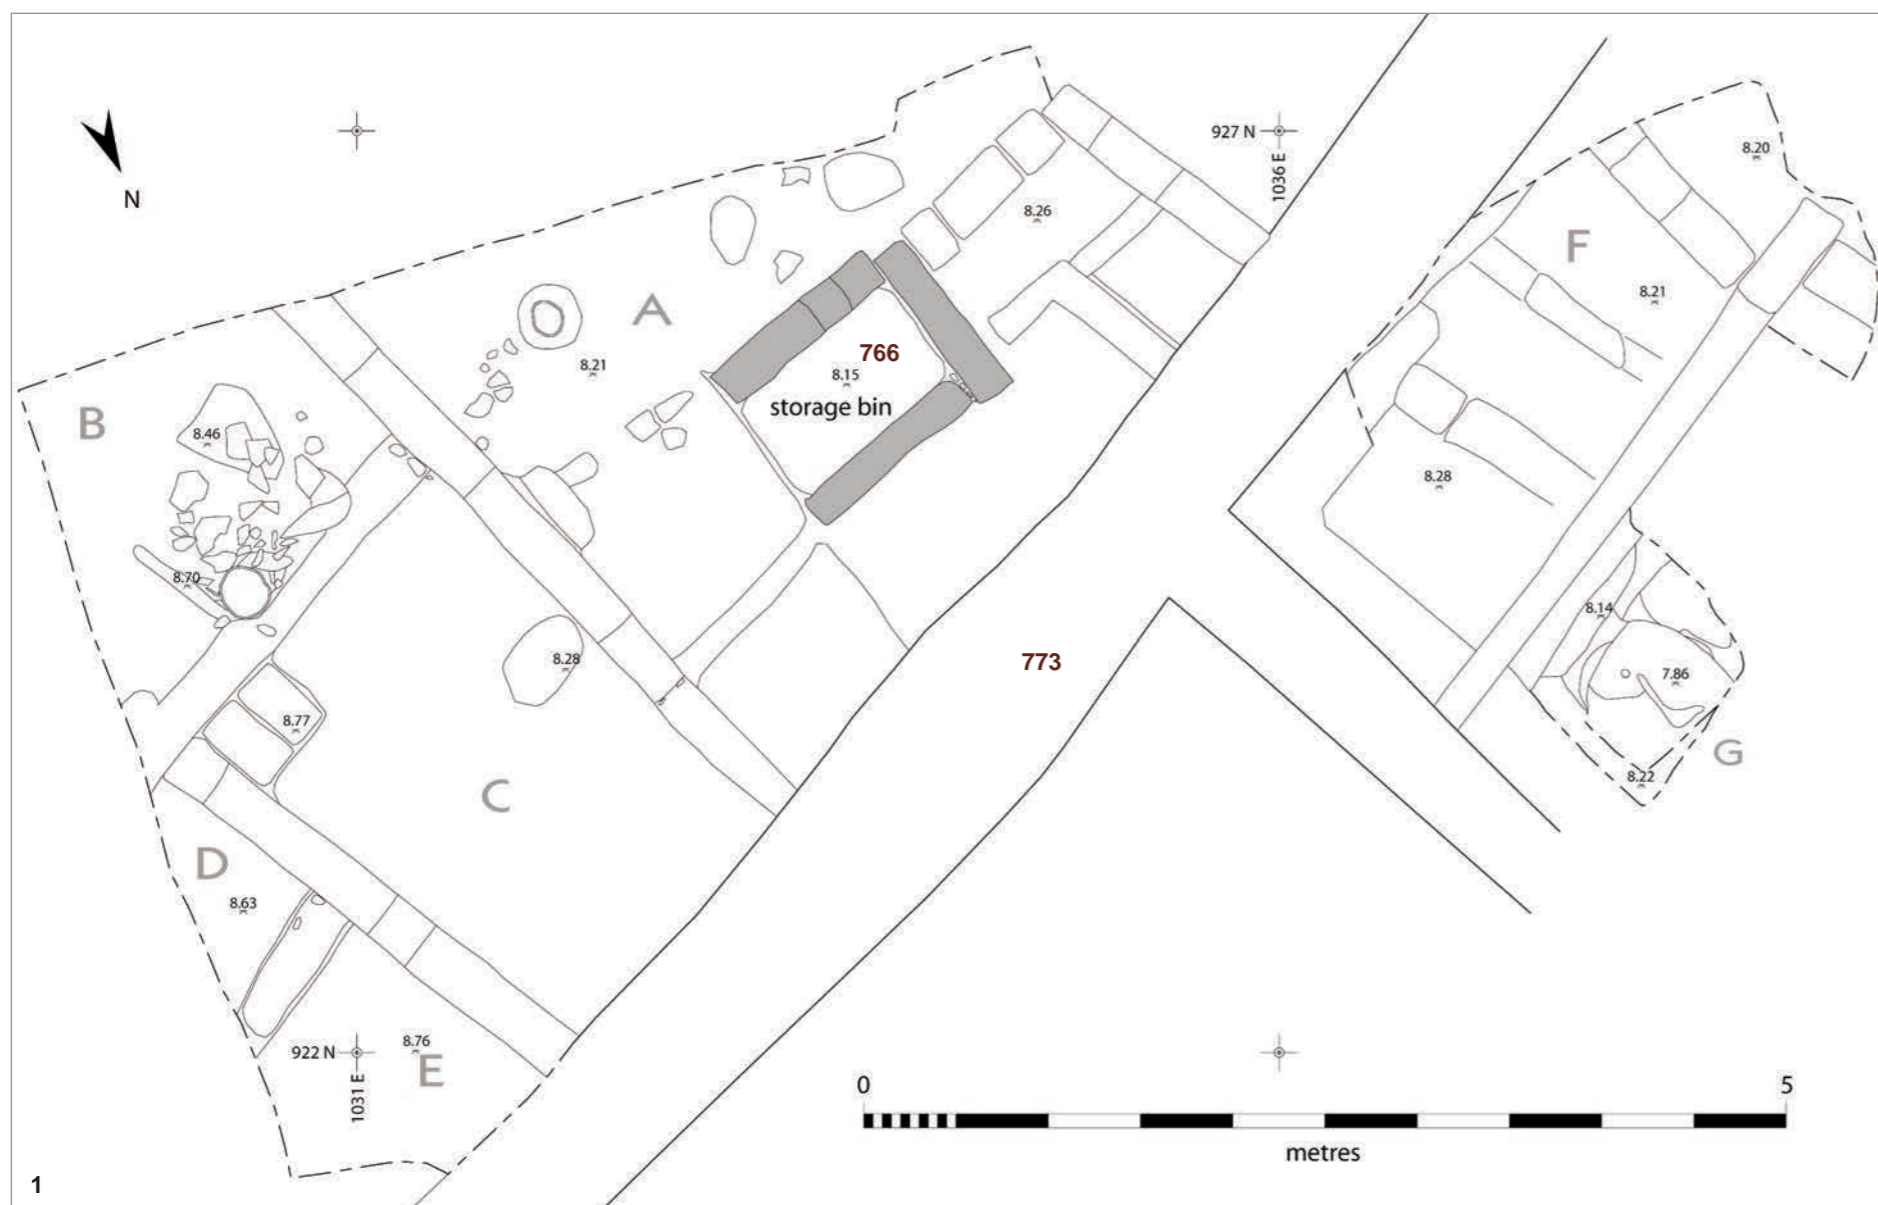 927 N
1036 E
8.20
N
8.26
F
A
8.21
766
8.21
8.15
storage bin
B
8.46
8.28
8.70
8.14
8.28
773
7.86
8.77
G
8.22
C
D
8.63
8.76
922 N
E
1031 E
0
5
metres
1